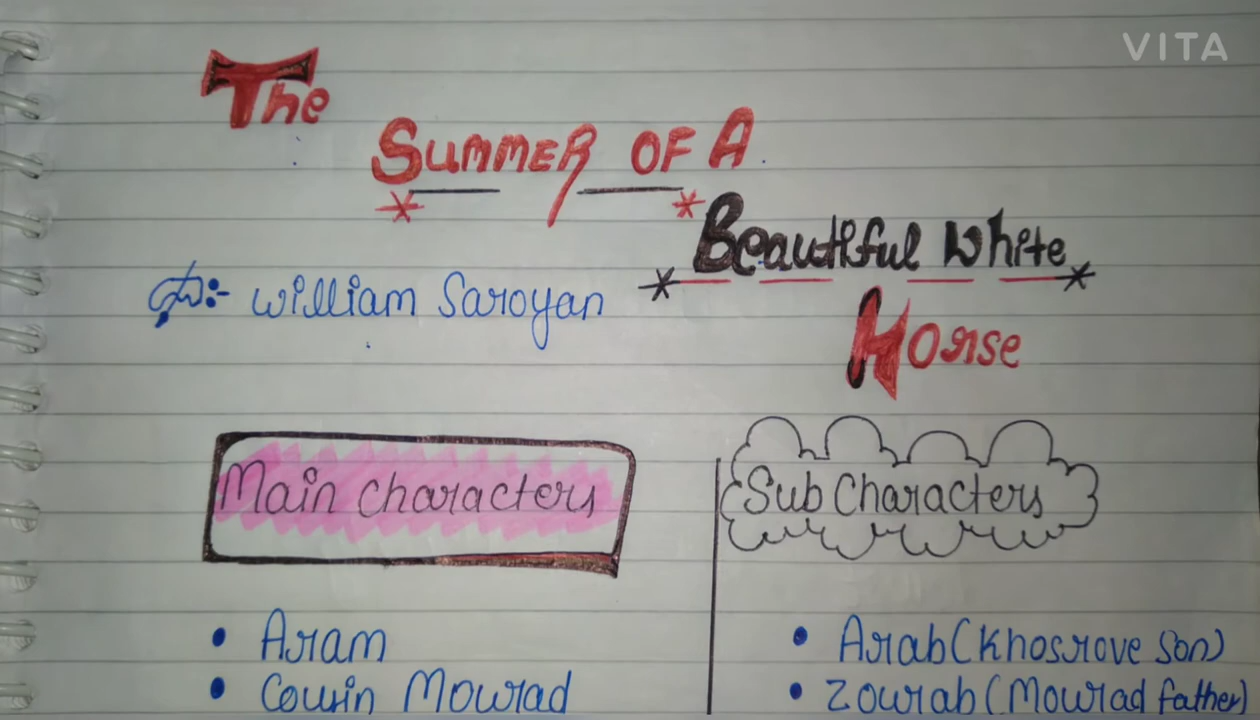 VITA
The
SUMMER OF A
Beautiful White
Horse
:- William Saroyan
Main characters
Sub Characters
• Aram
• Cousin Mourad
• Arab (Khosrove Son)
• Zourab (Mourad father)